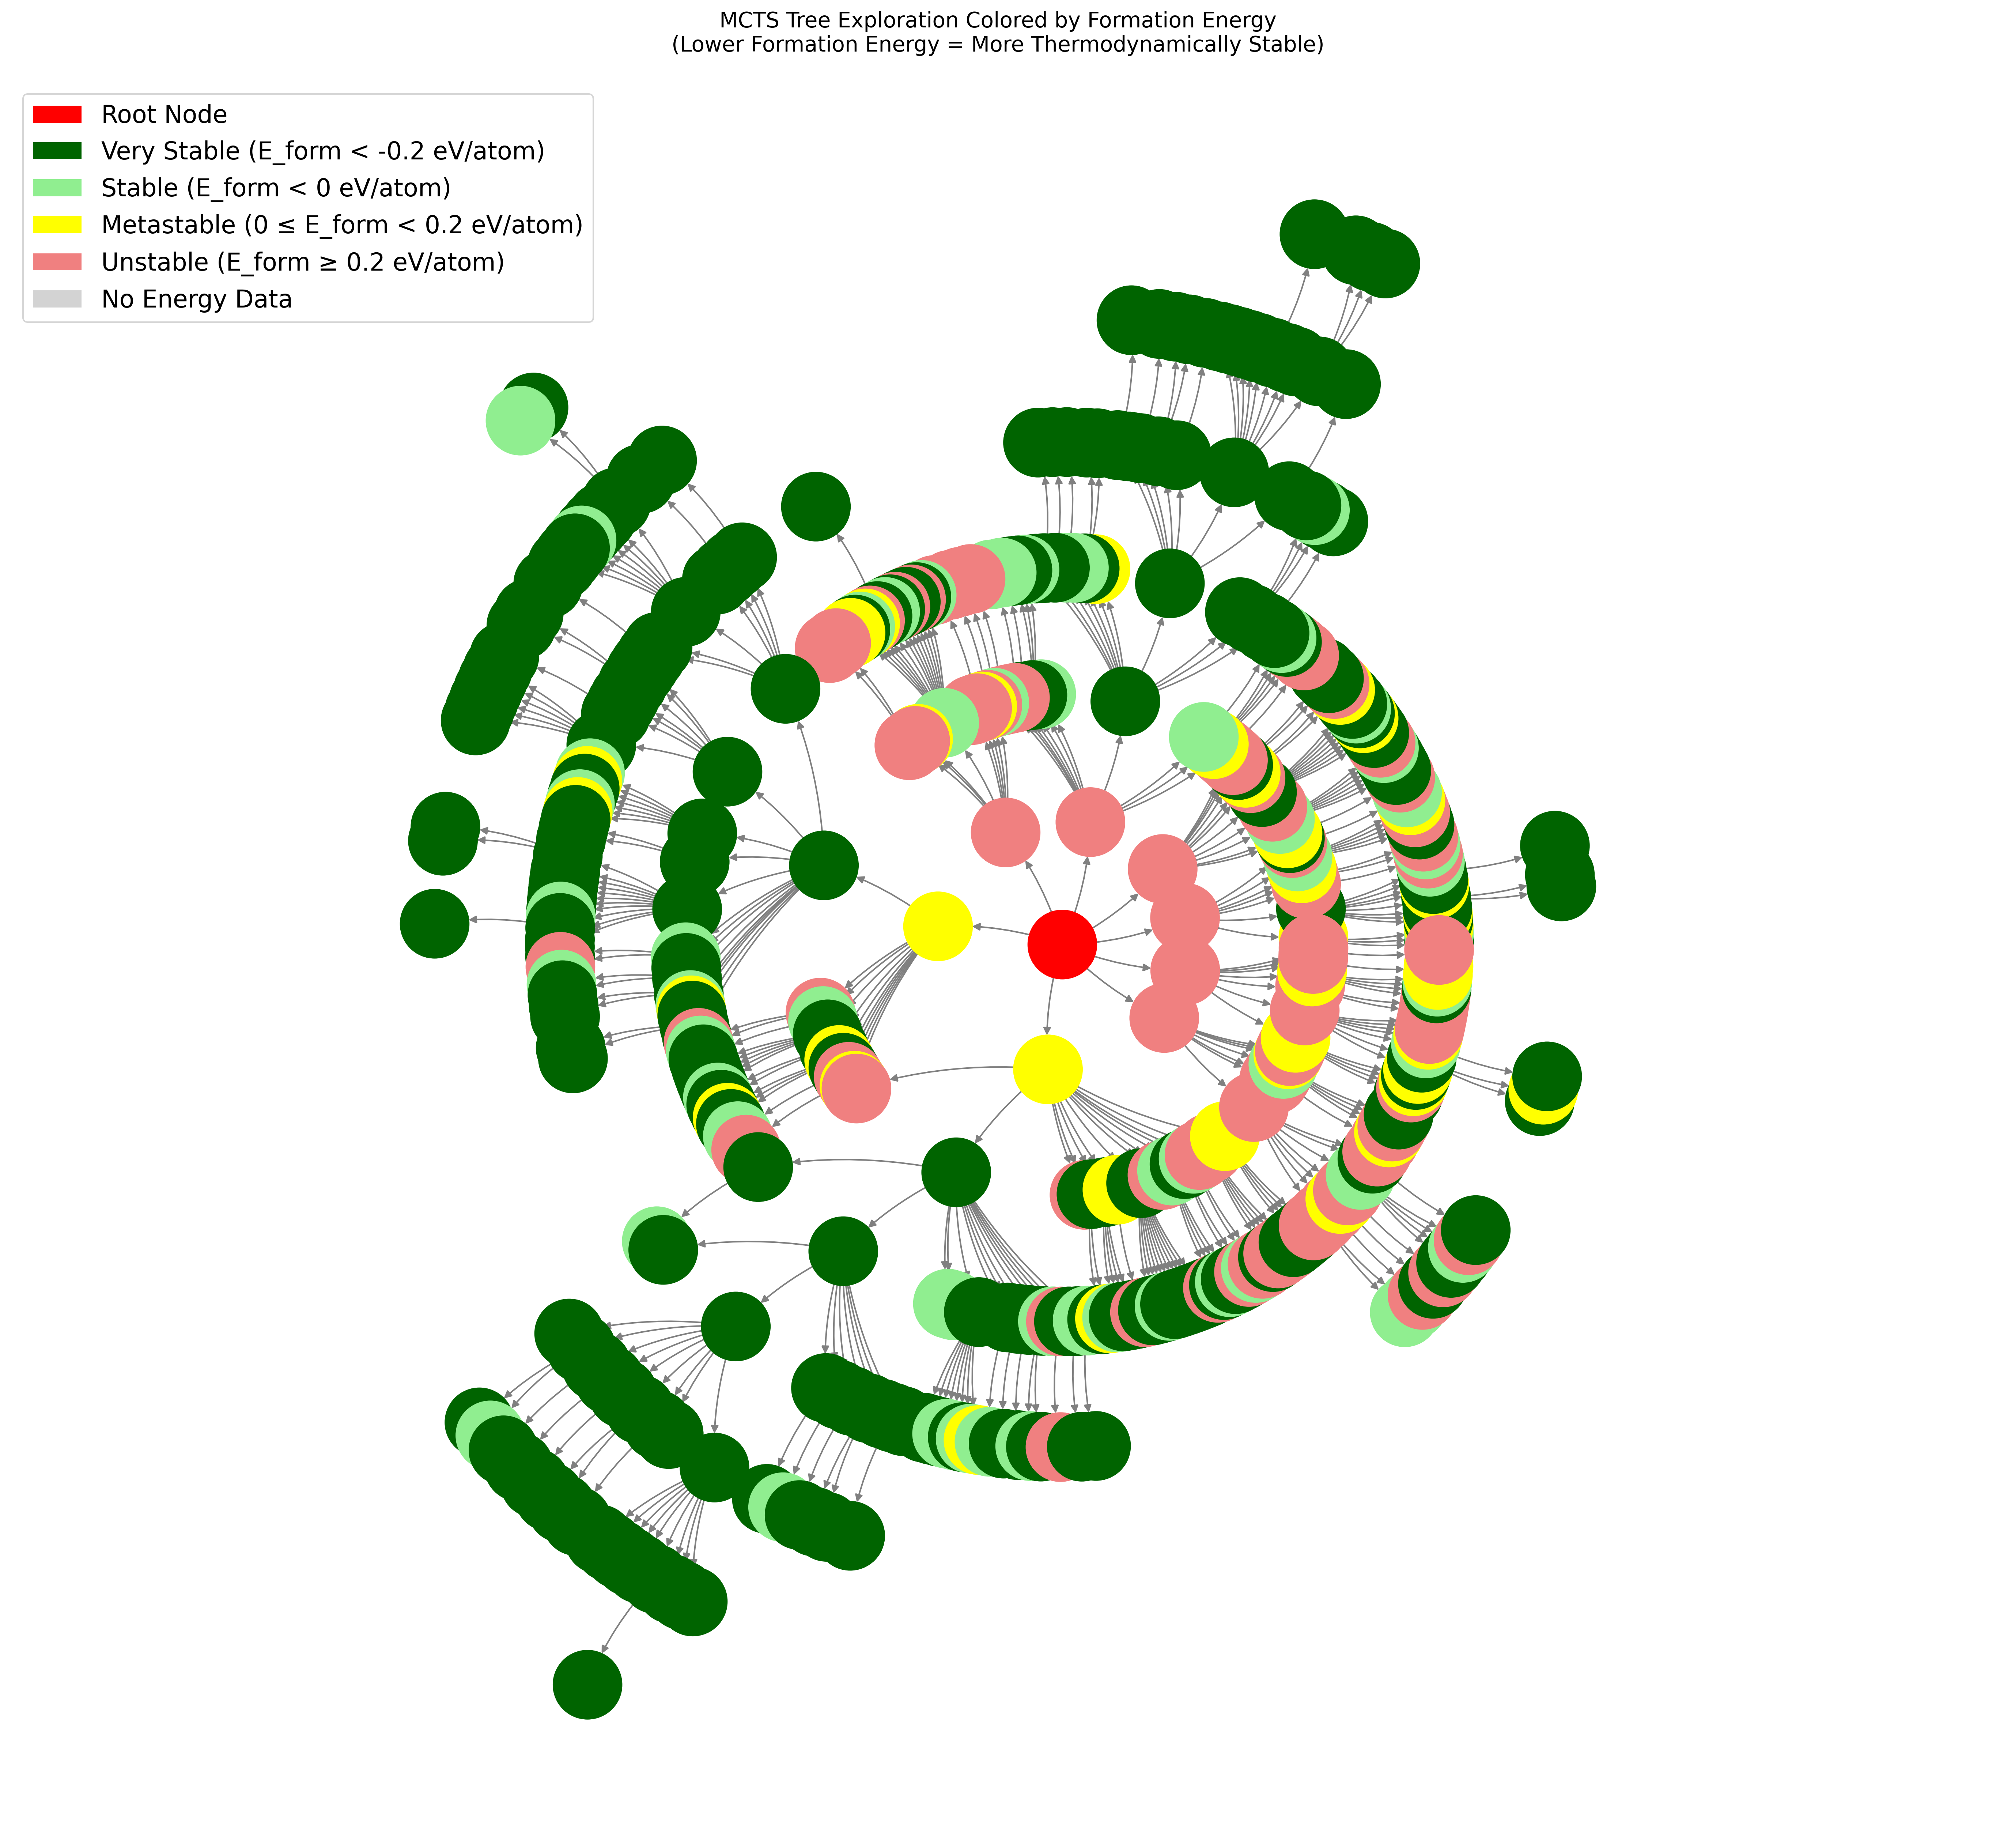 MCTS Tree Exploration Colored by Formation Energy
(Lower Formation Energy = More Thermodynamically Stable)
Root Node
Very Stable (E_form < -0.2 eV/atom)
Stable (E_form < 0 eV/atom)
Metastable (0 ≤ E_form < 0.2 eV/atom)
Unstable (E_form ≥ 0.2 eV/atom)
No Energy Data